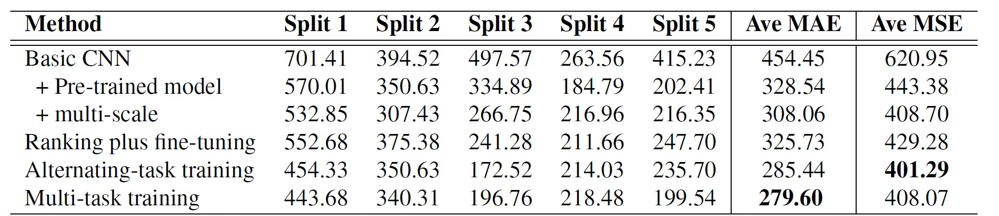 Method Split 1 Split 2 Split 3 Split 4 Split 5 Ave MAE Ave MSE
Basic CNN 701.41 394.52 497.57 263.56 415.23 454.45 620.95
+ Pre-trained model 570.01 350.63 334.89 184.79 202.41 328.54 443.38
+ multi-scale 532.85 307.43 266.75 216.96 216.35 308.06 408.70
Ranking plus fine-tuning 552.68 375.38 241.28 211.66 247.70 325.73 429.28
Alternating-task training 454.33 350.63 172.52 214.03 235.70 285.44 401.29
Multi-task training 443.68 340.31 196.76 218.48 199.54 279.60 408.07